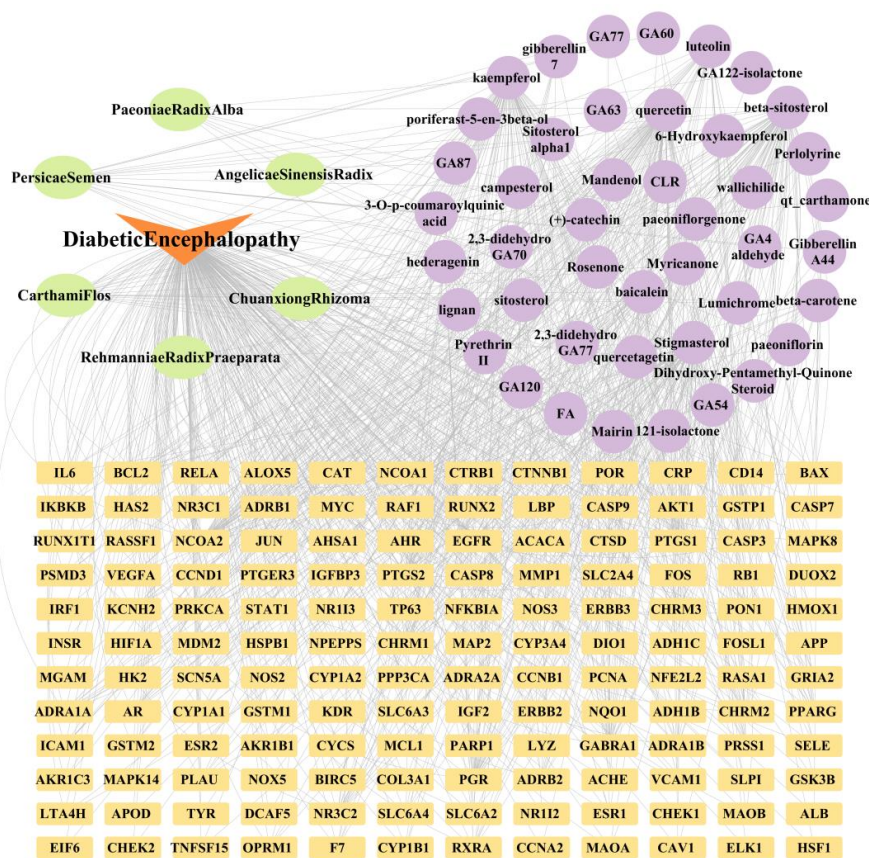 GA77
GA60
gibberellin
7
luteolin
kaempferol
GA122-isolactone
PaeoniaeRadixAlba
GA63
quercetin
beta-sitosterol
poriferast-5-en-3beta-ol
Sitosterol
alpha1
6-Hydroxykaempferol
GA87
Perlolyrine
PersicaeSemen
AngelicaeSinensisRadix
campesterol
Mandenol
CLR
wallichilide
qt_carthamone
3-O-p-coumaroylquinic
acid
(+)-catechin
paeoniflorgenone
DiabeticEncephalopathy
2,3-didehydro
GA70
GA4
aldehyde
Gibberellin
A44
hederagenin
Rosenone
Myricanone
CarthamiFlos
ChuanxiongRhizoma
lignan
sitosterol
baicalein
Lumichrome
beta-carotene
Pyrethrin
II
2,3-didehydro
GA77
Stigmasterol
paeoniflorin
quercetagetin
RehmanniaeRadixPraeparata
Dihydroxy-Pentamethyl-Quinone
Steroid
GA120
FA
GA54
Mairin
121-isolactone
IL6 BCL2 RELA ALOX5 CAT NCOA1 CTRB1 CTNNB1 POR CRP CD14 BAX
IKBKB HAS2 NR3C1 ADRB1 MYC RAF1 RUNX2 LBP CASP9 AKT1 GSTP1 CASP7
RUNX1T1 RASSF1 NCOA2 JUN AHSA1 AHR EGFR ACACA CTSD PTGS1 CASP3 MAPK8
PSMD3 VEGFA CCND1 PTGER3 IGFBP3 PTGS2 CASP8 MMP1 SLC2A4 FOS RB1 DUOX2
IRF1 KCNH2 PRKCA STAT1 NR1I3 TP63 NFKBIA NOS3 ERBB3 CHRM3 PON1 HMOX1
INSR HIF1A MDM2 HSPB1 NPEPPS CHRM1 MAP2 CYP3A4 DIO1 ADH1C FOSL1 APP
MGAM HK2 SCN5A NOS2 CYP1A2 PPP3CA ADRA2A CCNB1 PCNA NFE2L2 RASA1 GRIA2
ADRA1A AR CYP1A1 GSTM1 KDR SLC6A3 IGF2 ERBB2 NQO1 ADH1B CHRM2 PPARG
ICAM1 GSTM2 ESR2 AKR1B1 CYCS MCL1 PARP1 LYZ GABRA1 ADRA1B PRSS1 SELE
AKR1C3 MAPK14 PLAU NOX5 BIRC5 COL3A1 PGR ADRB2 ACHE VCAM1 SLPI GSK3B
LTA4H APOD TYR DCAF5 NR3C2 SLC6A4 SLC6A2 NR1I2 ESR1 CHEK1 MAOB ALB
EIF6 CHEK2 TNFSF15 OPRM1 F7 CYP1B1 RXRA CCNA2 MAOA CAV1 ELK1 HSF1